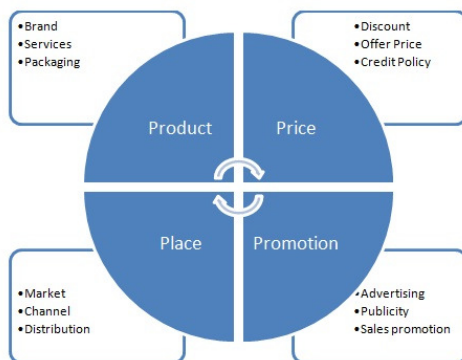 •Brand
•Services
•Packaging
•Discount
•Offer Price
•Credit Policy
Product
Price
Place
Promotion
•Market
•Channel
•Distribution
•Advertising
•Publicity
•Sales promotion